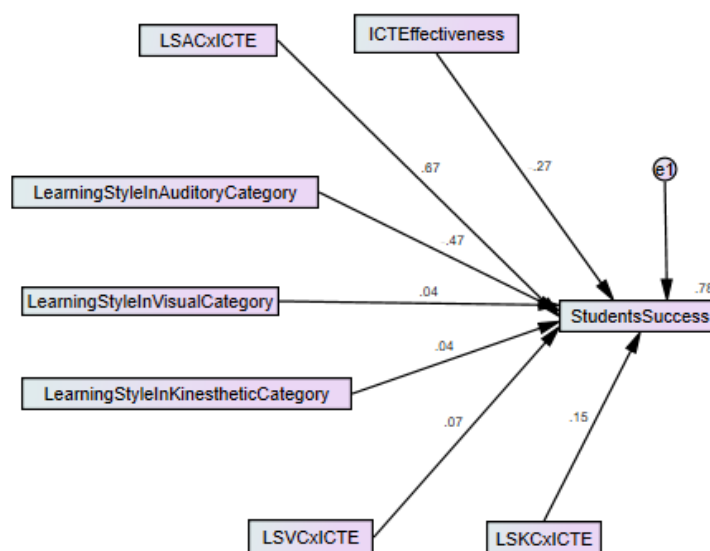 ICTEffectiveness
LSACxICTE
.67
.27
e1
LearningStyleInAuditoryCategory
-.47
.78
LearningStyleInVisualCategory
.04
StudentsSuccess
.04
LearningStyleInKinestheticCategory
.07
.15
LSVCxICTE
LSKCxICTE